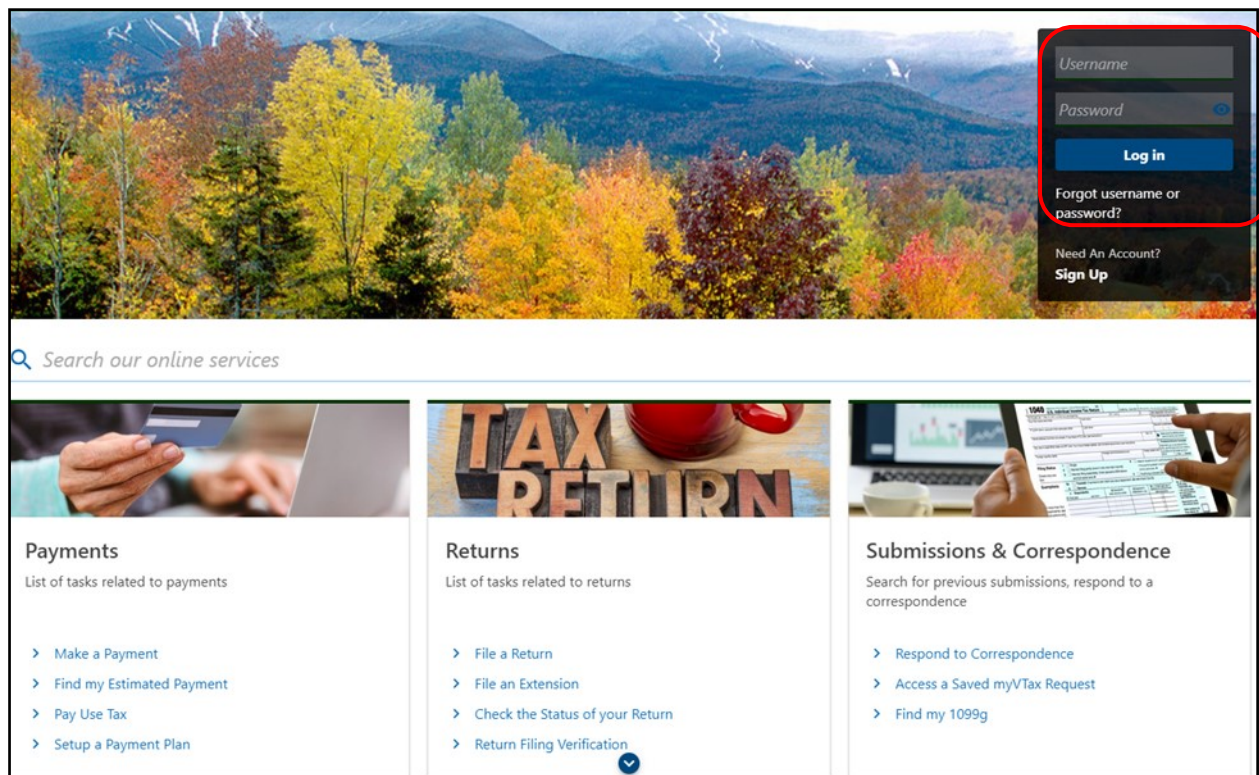 Username
Password
Log in
Forgot username or
password?
Need An Account?
Sign Up
Search our online services
TAX
RETURN
1040
Payments
List of tasks related to payments
Make a Payment
Find my Estimated Payment
Pay Use Tax
Setup a Payment Plan
Returns
List of tasks related to returns
File a Return
File an Extension
Check the Status of your Return
Return Filing Verification
Submissions & Correspondence
Search for previous submissions, respond to a
correspondence
Respond to Correspondence
Access a Saved myVTax Request
Find my 1099g